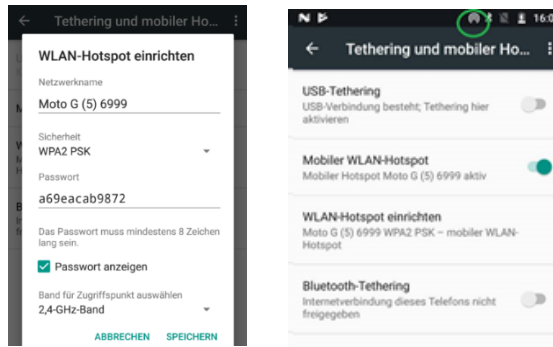 Tethering und mobiler Ho...
WLAN-Hotspot einrichten
Netzwerkname
Moto G (5) 6999
Sicherheit
WPA2 PSK
Passwort
a69eacab9872
Das Passwort muss mindestens 8 Zeichen
lang sein.
Passwort anzeigen
Band für Zugriffspunkt auswählen
2,4-GHz-Band
ABBRECHEN SPEICHERN
16:0
Tethering und mobiler Ho...
USB-Tethering
USB-Verbindung besteht; Tethering hier
aktivieren
Mobiler WLAN-Hotspot
Mobiler Hotspot Moto G (5) 6999 aktiv
WLAN-Hotspot einrichten
Moto G (5) 6999 WPA2 PSK – mobiler WLAN-
Hotspot
Bluetooth-Tethering
Internetverbindung dieses Telefons nicht
freigegeben